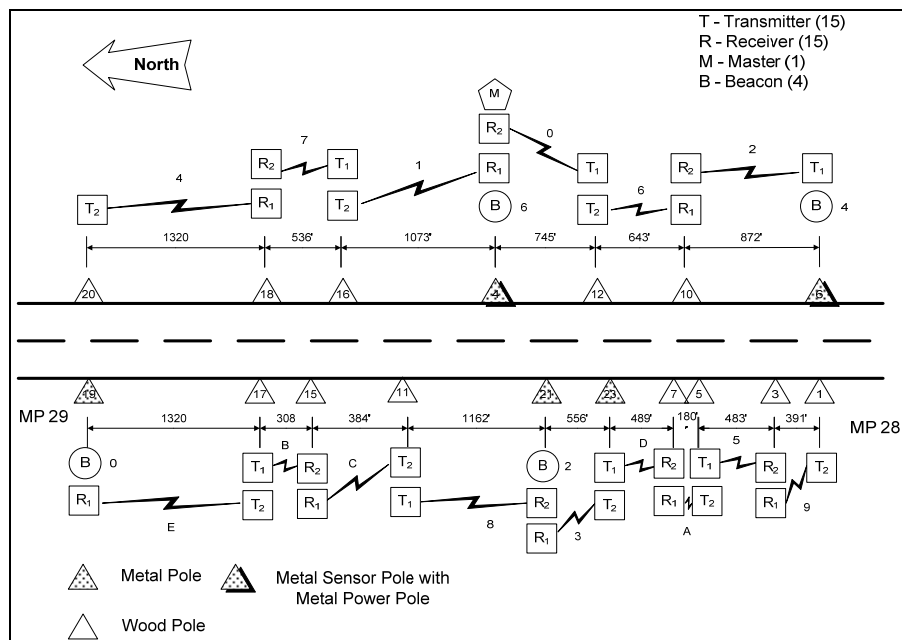 T - Transmitter (15)
R - Receiver (15)
M - Master (1)
B - Beacon (4)
North
M
R2 0
7 2
R2 T1 1 R1 T1 R2 T1
4 6
T2 R1 T2 B 6 T2 R1 B 4
1320 536' 1073' 745' 643' 872'
20 18 16 4 12 10
19 17 15 11 21 23 7 5 3 1
MP 29 MP 28
1320 308 384' 1162' 556' 489' 180' 483' 391'
B D 5
B 0 T1 R2 C T2 B 2 T1 R2 T1 R2 T2
R1 T2 R1 T1 R2 T2 R1 T2 R1
E 8 3 A 9
R1
Metal Pole
Metal Sensor Pole with
Metal Power Pole
Wood Pole